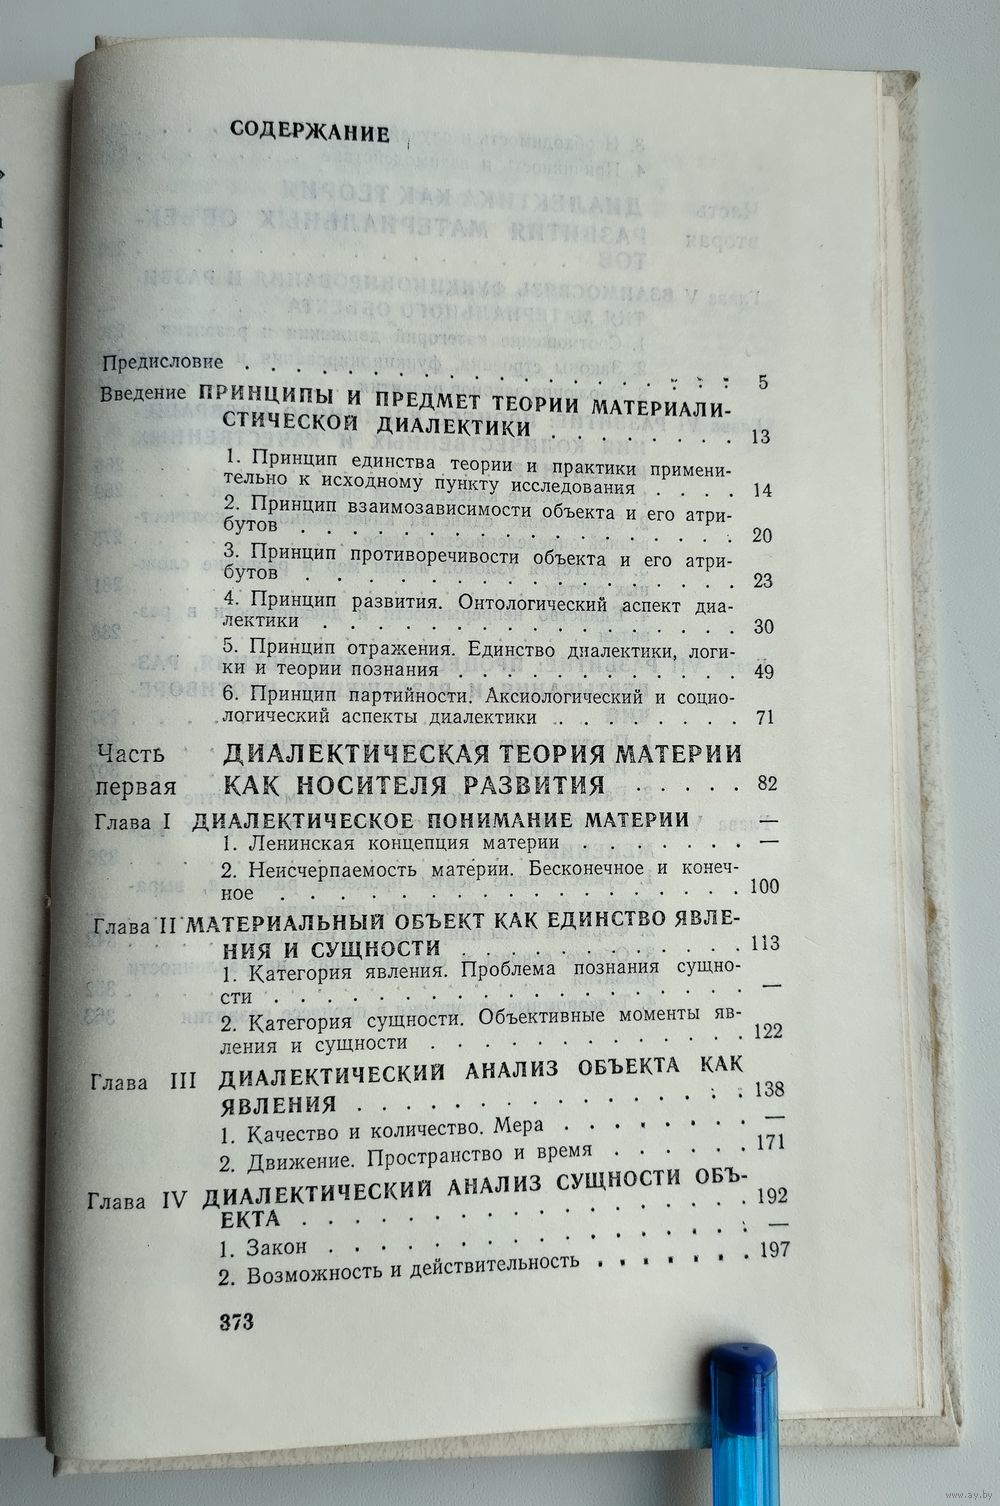 СОДЕРЖАНИЕ
Предисловие . . . . . . . . . . . . . . . . . . . . 5
Введение ПРИНЦИПЫ И ПРЕДМЕТ ТЕОРИИ МАТЕРИАЛИ-
СТИЧЕСКОЙ ДИАЛЕКТИКИ . . . . . . . . 13
1. Принцип единства теории и практики примени-
тельно к исходному пункту исследования . . . . 14
2. Принцип взаимозависимости объекта и его атри-
бутов . . . . . . . . . . . . . . . . . 20
3. Принцип противоречивости объекта и его атри-
бутов . . . . . . . . . . . . . . . . . 23
4. Принцип развития. Онтологический аспект диа-
лектики . . . . . . . . . . . . . . . . 30
5. Принцип отражения. Единство диалектики, логи-
ки и теории познания . . . . . . . . . . . 49
6. Принцип партийности. Аксиологический и социо-
логический аспекты диалектики . . . . . . . 71
Часть ДИАЛЕКТИЧЕСКАЯ ТЕОРИЯ МАТЕРИИ
первая КАК НОСИТЕЛЯ РАЗВИТИЯ . . . . . 82
Глава I ДИАЛЕКТИЧЕСКОЕ ПОНИМАНИЕ МАТЕРИИ —
1. Ленинская концепция материи . . . . . . . —
2. Неисчерпаемость материи. Бесконечное и конеч-
ное . . . . . . . . . . . . . . . . . . 100
Глава II МАТЕРИАЛЬНЫЙ ОБЪЕКТ КАК ЕДИНСТВО ЯВЛЕ-
НИЯ И СУЩНОСТИ . . . . . . . . . . . 113
1. Категория явления. Проблема познания сущно-
сти . . . . . . . . . . . . . . . . . . —
2. Категория сущности. Объективные моменты яв-
ления и сущности . . . . . . . . . . . . 122
Глава III ДИАЛЕКТИЧЕСКИЙ АНАЛИЗ ОБЪЕКТА КАК
ЯВЛЕНИЯ . . . . . . . . . . . . . . . 138
1. Качество и количество. Мера . . . . . . . . —
2. Движение. Пространство и время . . . . . . 171
Глава IV ДИАЛЕКТИЧЕСКИЙ АНАЛИЗ СУЩНОСТИ ОБЪ-
ЕКТА . . . . . . . . . . . . . . . . . 192
1. Закон . . . . . . . . . . . . . . . . —
2. Возможность и действительность . . . . . . . 197
373
www.ay.by